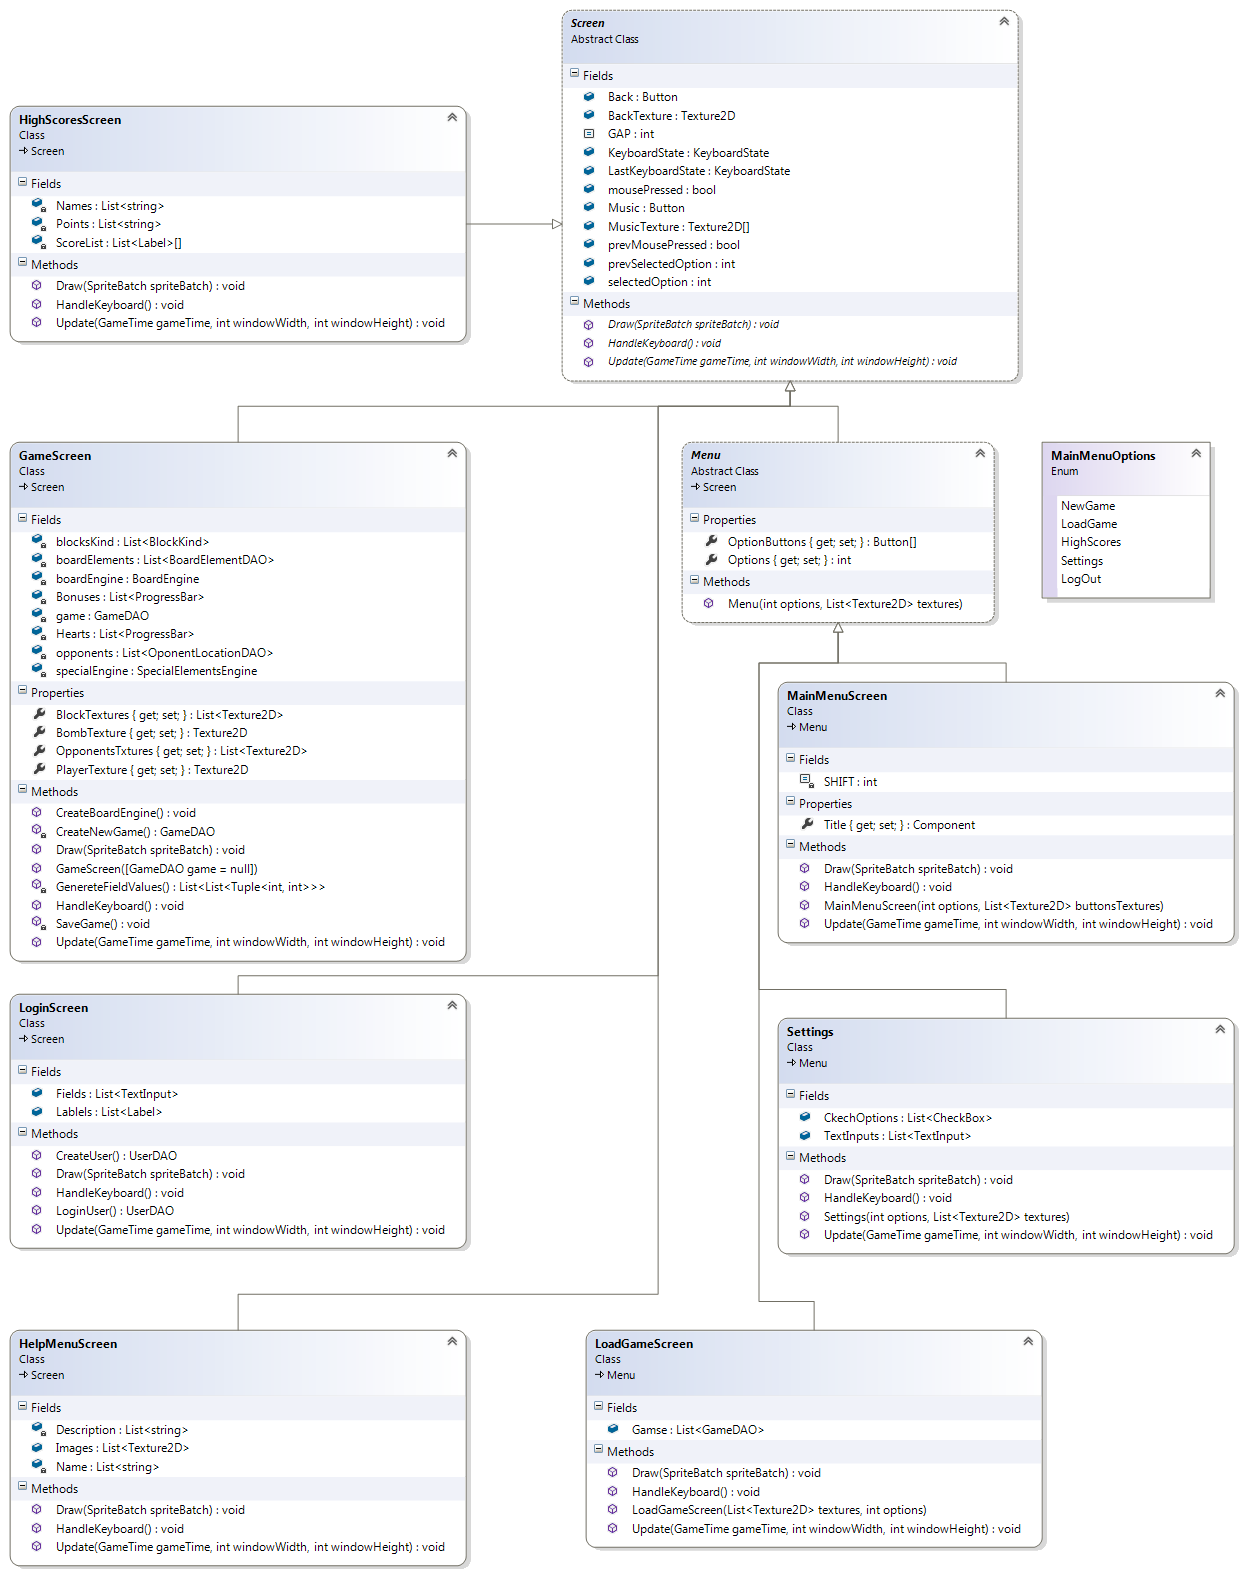 Screen
Abstract Class
Fields
Back : Button
BackTexture : Texture2D
GAP : int
KeyboardState : KeyboardState
LastKeyboardState : KeyboardState
mousePressed : bool
Music : Button
MusicTexture : Texture2D[]
prevMousePressed : bool
prevSelectedOption : int
selectedOption : int
Methods
Draw(SpriteBatch spriteBatch) : void
HandleKeyboard() : void
Update(GameTime gameTime, int windowWidth, int windowHeight) : void
HighScoresScreen
Class
Screen
Fields
Names : List<string>
Points : List<string>
ScoreList : List<Label>[]
Methods
Draw(SpriteBatch spriteBatch) : void
HandleKeyboard() : void
Update(GameTime gameTime, int windowWidth, int windowHeight) : void
GameScreen
Class
Screen
Fields
blocksKind : List<BlockKind>
boardElements : List<BoardElementDAO>
boardEngine : BoardEngine
Bonuses : List<ProgressBar>
game : GameDAO
Hearts : List<ProgressBar>
opponents : List<OponentLocationDAO>
specialEngine : SpecialElementsEngine
Properties
BlockTextures { get; set; } : List<Texture2D>
BombTexture { get; set; } : Texture2D
OpponentsTxtures { get; set; } : List<Texture2D>
PlayerTexture { get; set; } : Texture2D
Methods
CreateBoardEngine() : void
CreateNewGame() : GameDAO
Draw(SpriteBatch spriteBatch) : void
GameScreen([GameDAO game = null])
GenereteFieldValues() : List<List<Tuple<int, int>>>
HandleKeyboard() : void
SaveGame() : void
Update(GameTime gameTime, int windowWidth, int windowHeight) : void
Menu
Abstract Class
Screen
Properties
OptionButtons { get; set; } : Button[]
Options { get; set; } : int
Methods
Menu(int options, List<Texture2D> textures)
MainMenuOptions
Enum
NewGame
LoadGame
HighScores
Settings
LogOut
MainMenuScreen
Class
Menu
Fields
SHIFT : int
Properties
Title { get; set; } : Component
Methods
Draw(SpriteBatch spriteBatch) : void
HandleKeyboard() : void
MainMenuScreen(int options, List<Texture2D> buttonsTextures)
Update(GameTime gameTime, int windowWidth, int windowHeight) : void
LoginScreen
Class
Screen
Fields
Fields : List<TextInput>
Lablels : List<Label>
Methods
CreateUser() : UserDAO
Draw(SpriteBatch spriteBatch) : void
HandleKeyboard() : void
LoginUser() : UserDAO
Update(GameTime gameTime, int windowWidth, int windowHeight) : void
Settings
Class
Menu
Fields
CkechOptions : List<CheckBox>
TextInputs : List<TextInput>
Methods
Draw(SpriteBatch spriteBatch) : void
HandleKeyboard() : void
Settings(int options, List<Texture2D> textures)
Update(GameTime gameTime, int windowWidth, int windowHeight) : void
HelpMenuScreen
Class
Screen
Fields
Description : List<string>
Images : List<Texture2D>
Name : List<string>
Methods
Draw(SpriteBatch spriteBatch) : void
HandleKeyboard() : void
Update(GameTime gameTime, int windowWidth, int windowHeight) : void
LoadGameScreen
Class
Menu
Fields
Gamse : List<GameDAO>
Methods
Draw(SpriteBatch spriteBatch) : void
HandleKeyboard() : void
LoadGameScreen(List<Texture2D> textures, int options)
Update(GameTime gameTime, int windowWidth, int windowHeight) : void